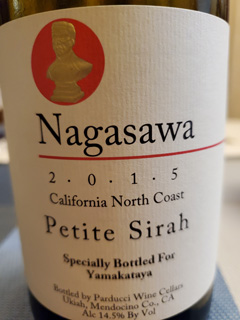 Nagasawa
2 · 0 · 1 · 5
California North Coast
Petite Sirah
Specially Bottled For
Yamakataya
Bottled by Parducci Wine Cellars
Ukiah, Mendocino Co., CA
Alc 14.5% By Vol